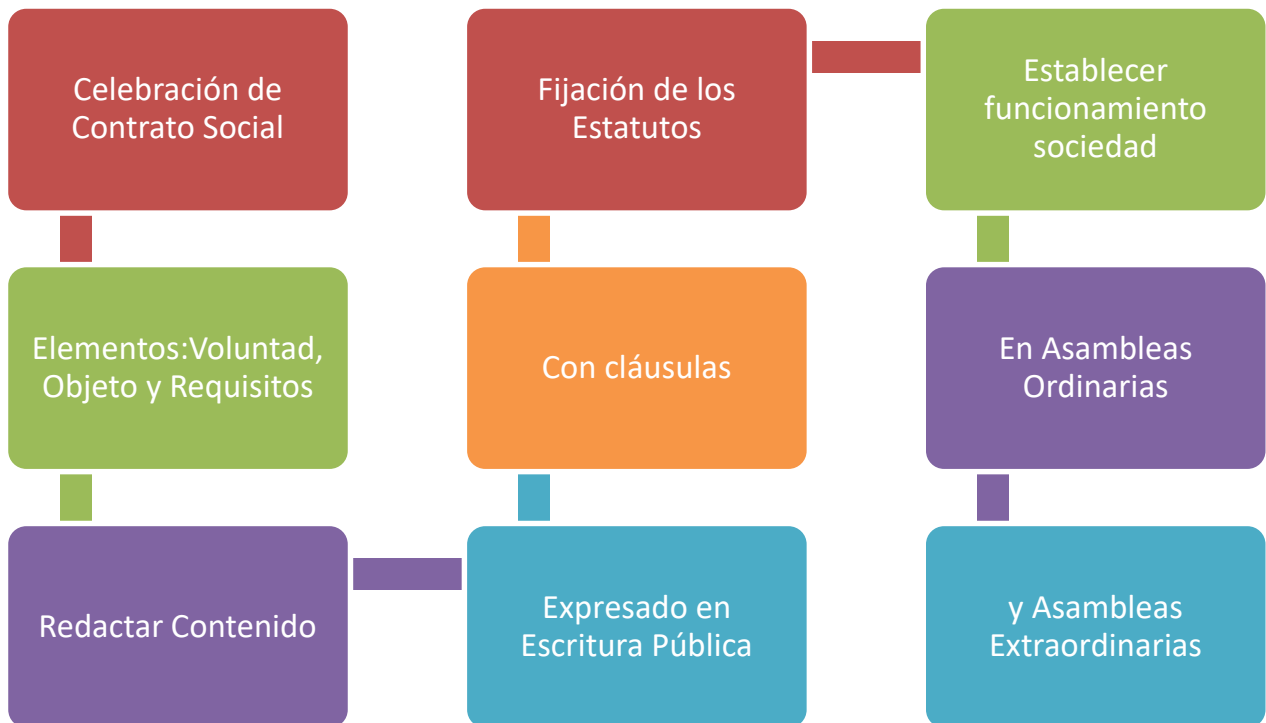 Celebración de
Contrato Social
Elementos:Voluntad,
Objeto y Requisitos
Redactar Contenido
Expresado en
Escritura Pública
Con cláusulas
Fijación de los
Estatutos
Establecer
funcionamiento
sociedad
En Asambleas
Ordinarias
y Asambleas
Extraordinarias